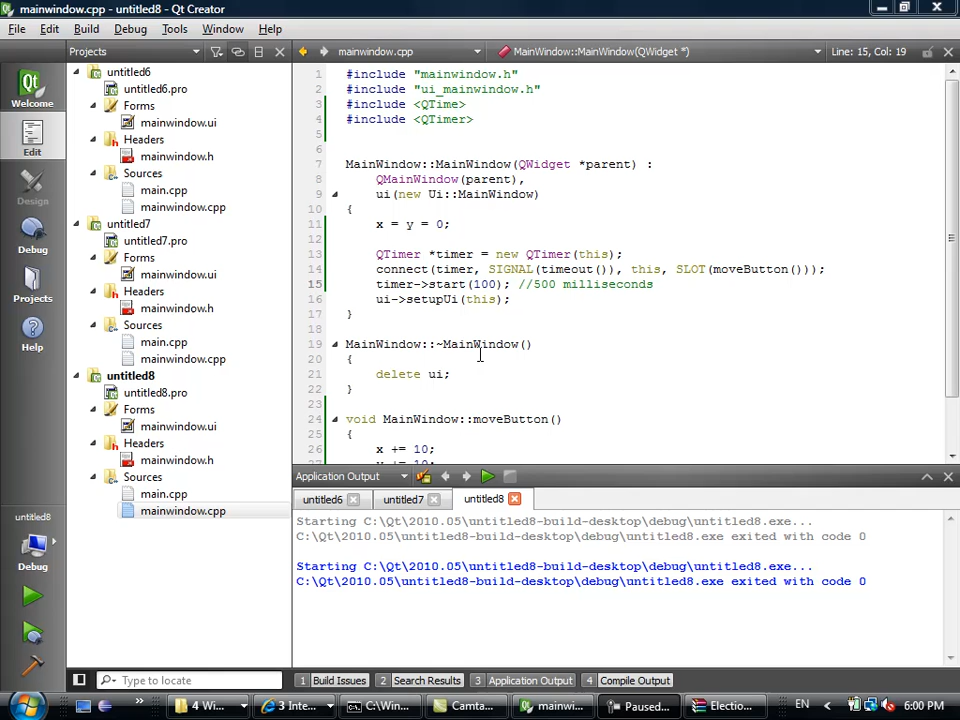 mainwindow.cpp - untitled8 - Qt Creator
File Edit Build Debug Tools Window Help
Projects mainwindow.cpp MainWindow::MainWindow(QWidget *) Line: 15, Col: 19
Welcome
Edit
Design
Debug
Projects
Help
untitled8
Debug
untitled6
untitled6.pro
Forms
mainwindow.ui
Headers
mainwindow.h
Sources
main.cpp
mainwindow.cpp
untitled7
untitled7.pro
Forms
mainwindow.ui
Headers
mainwindow.h
Sources
main.cpp
mainwindow.cpp
untitled8
untitled8.pro
Forms
mainwindow.ui
Headers
mainwindow.h
Sources
main.cpp
mainwindow.cpp
1 #include "mainwindow.h"
2 #include "ui_mainwindow.h"
3 #include <QTime>
4 #include <QTimer>
5
6
7 MainWindow::MainWindow(QWidget *parent) :
8 QMainWindow(parent),
9 ui(new Ui::MainWindow)
10 {
11 x = y = 0;
12
13 QTimer *timer = new QTimer(this);
14 connect(timer, SIGNAL(timeout()), this, SLOT(moveButton()));
15 timer->start(100); //500 milliseconds
16 ui->setupUi(this);
17 }
18
19 MainWindow::~MainWindow()
20 {
21 delete ui;
22 }
23
24 void MainWindow::moveButton()
25 {
26 x += 10;
Application Output
untitled6 untitled7 untitled8
Starting C:\Qt\2010.05\untitled8-build-desktop\debug\untitled8.exe...
C:\Qt\2010.05\untitled8-build-desktop\debug\untitled8.exe exited with code 0
Starting C:\Qt\2010.05\untitled8-build-desktop\debug\untitled8.exe...
C:\Qt\2010.05\untitled8-build-desktop\debug\untitled8.exe exited with code 0
Type to locate 1 Build Issues 2 Search Results 3 Application Output 4 Compile Output
4 Wi... 3 Inte... C:\Win... Camta... mainwi... Paused... Electio... EN 6:00 PM